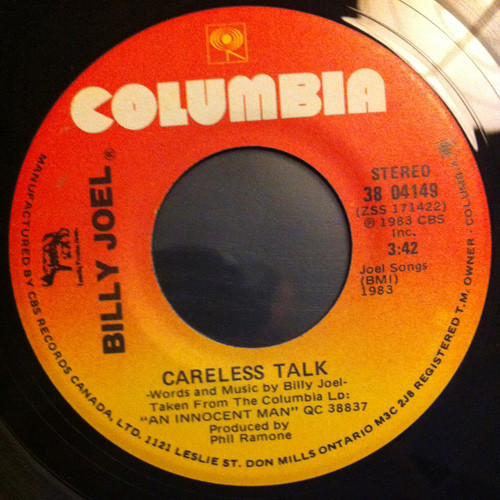 COLUMBIA
BILLY JOEL®
STEREO
38 04149
(ZSS 171422)
℗ 1983 CBS
Inc.
3:42
Joel Songs
(BMI)
1983
CARELESS TALK
-Words and Music by Billy Joel-
Taken From The Columbia LD:
"AN INNOCENT MAN" QC 38837
Produced by
Phil Ramone
MANUFACTURED BY CBS RECORDS CANADA, LTD. 1121 LESLIE ST. DON MILLS ONTARIO M3C 2J8 REGISTERED T.M. OWNER - COLUMBIA